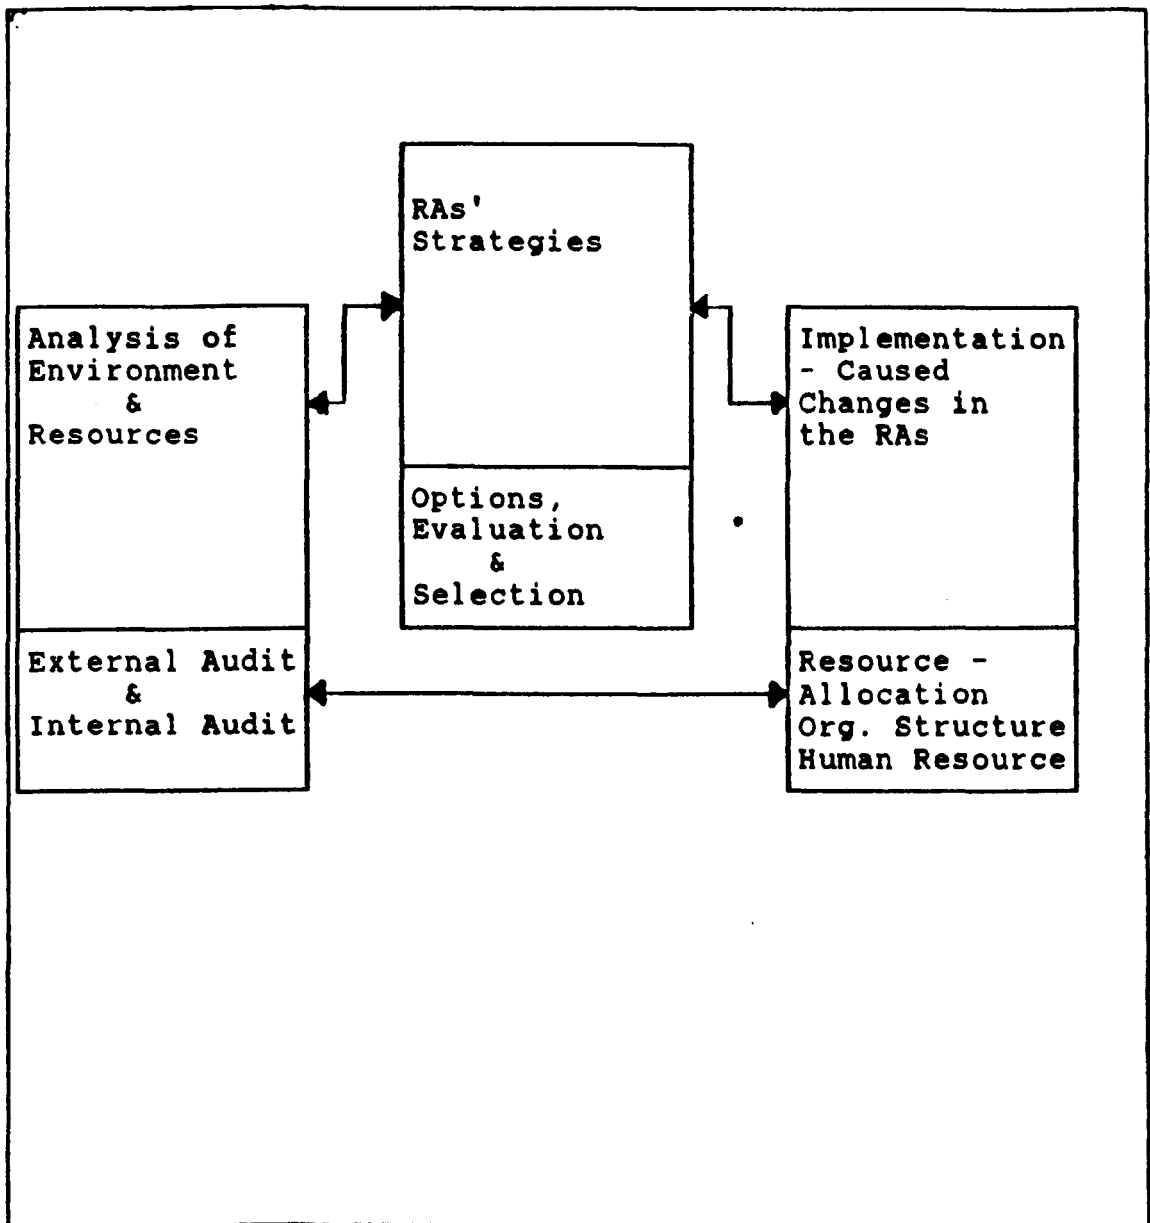 RAs'
Strategies
Options,
Evaluation
&
Selection
Analysis of
Environment
&
Resources
External Audit
&
Internal Audit
Implementation
- Caused
Changes in
the RAs
Resource -
Allocation
Org. Structure
Human Resource